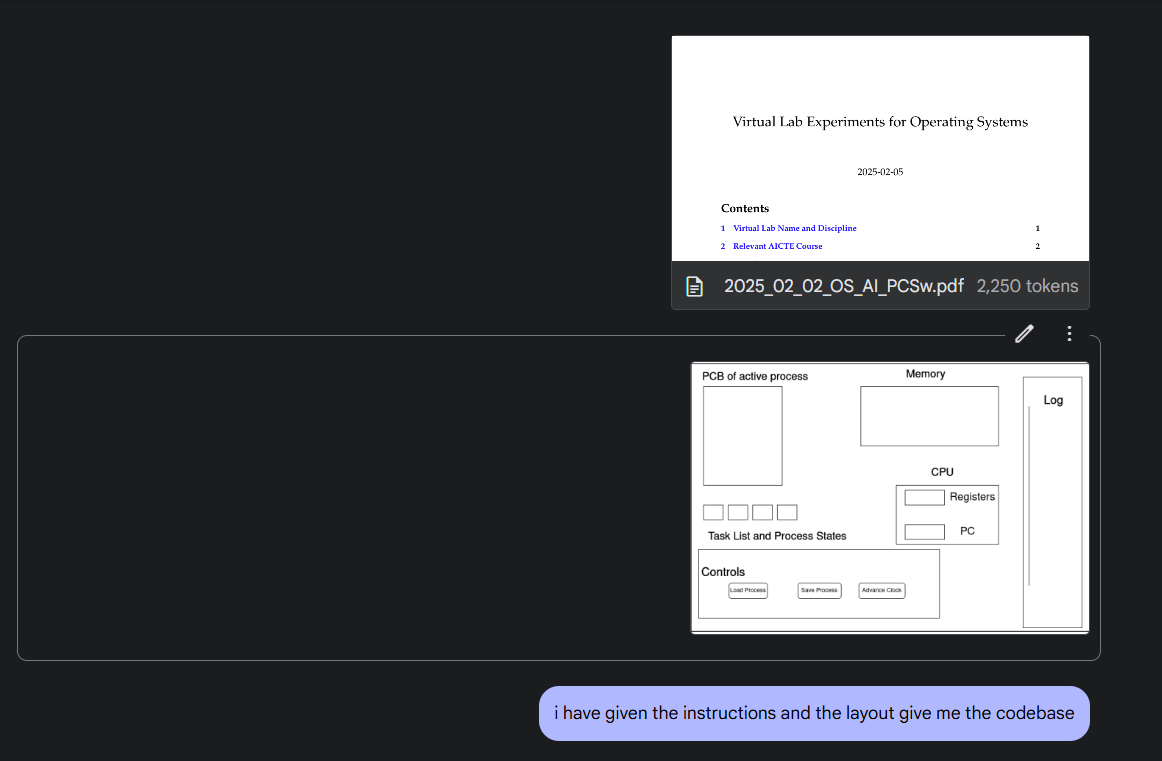 Virtual Lab Experiments for Operating Systems
2025-02-05
Contents
1 Virtual Lab Name and Discipline 1
2 Relevant AICTE Course 2
2025_02_02_OS_AI_PCSw.pdf 2,250 tokens
PCB of active process
Memory
Log
CPU
Registers
PC
Task List and Process States
Controls
Load Process Save Process Advance Clock
i have given the instructions and the layout give me the codebase